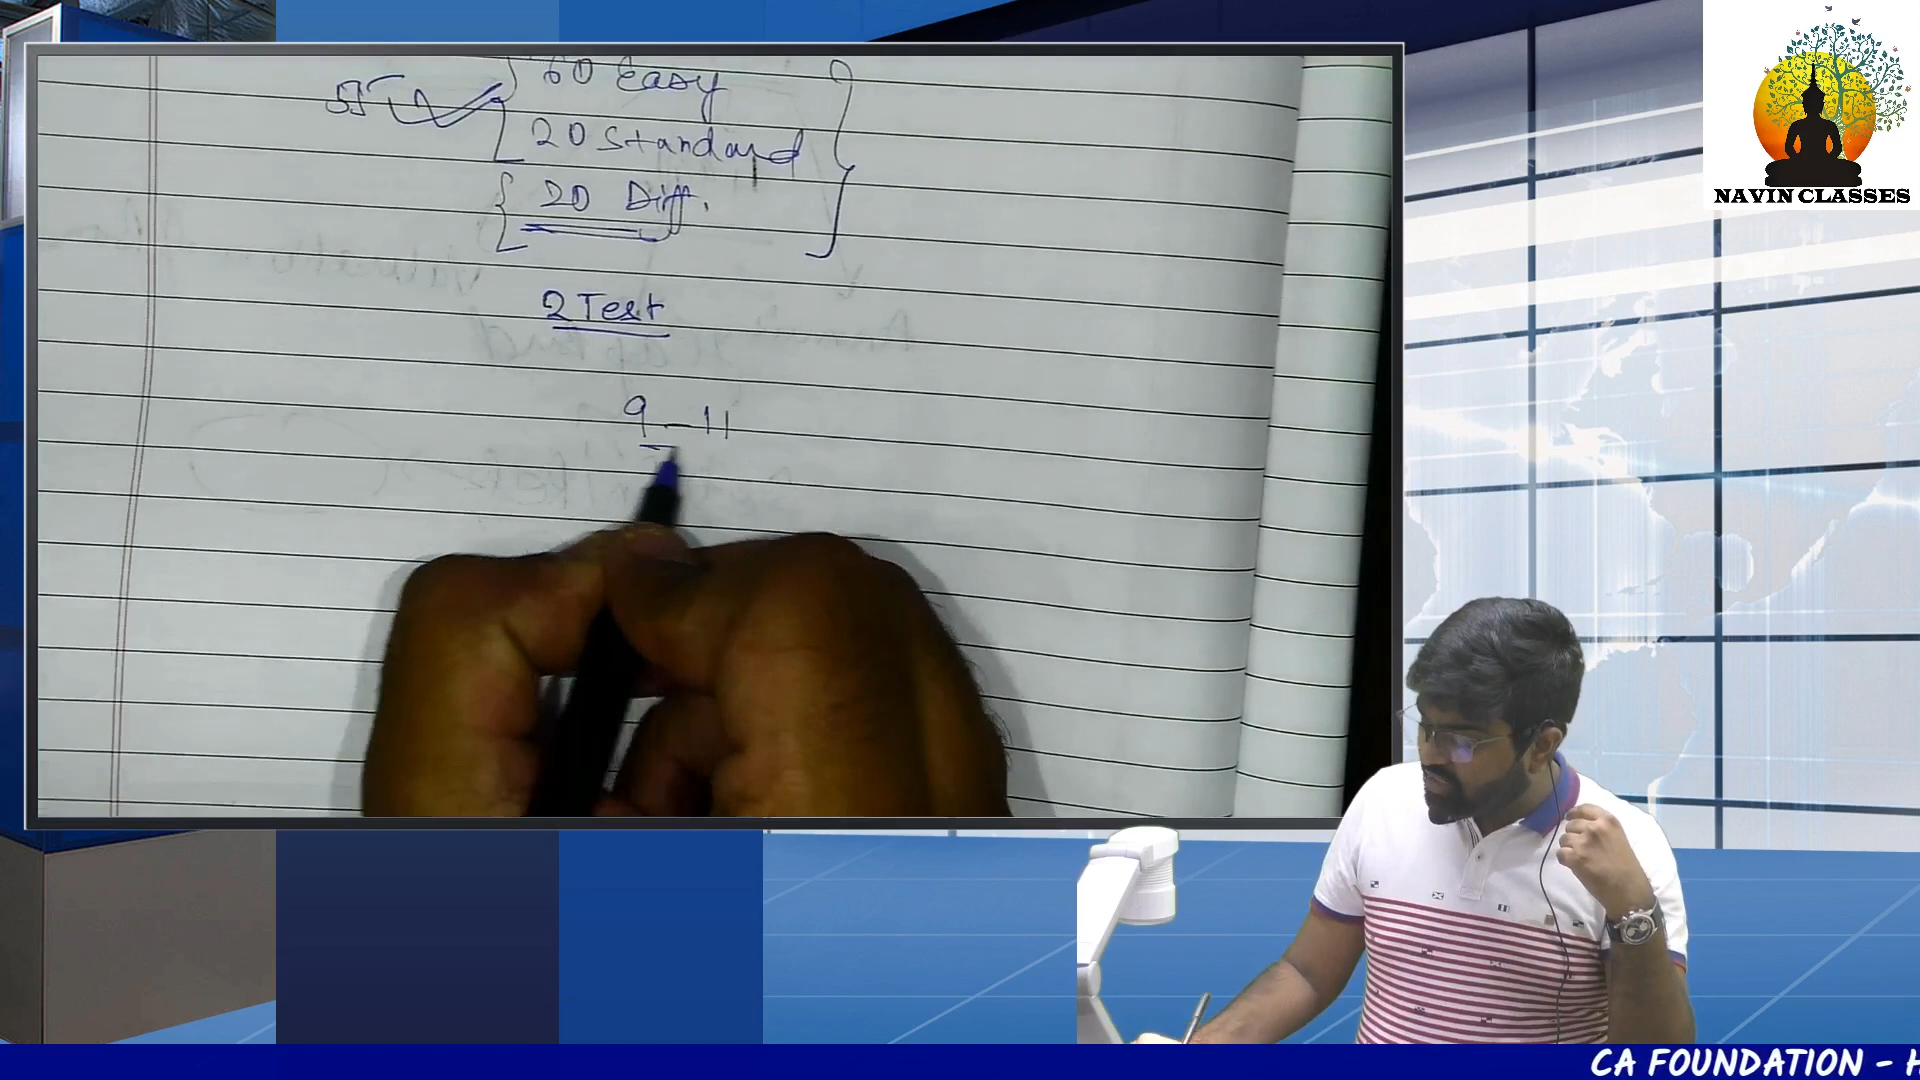 60 Easy
20 Standard
20 Diff.
2 Test
9-11
NAVIN CLASSES
CA FOUNDATION - H